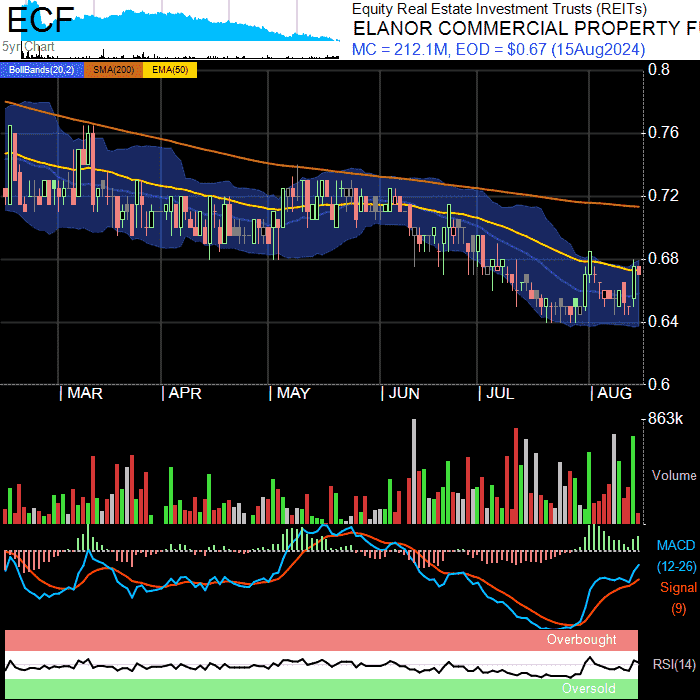 ECF
5yr Chart
Equity Real Estate Investment Trusts (REITs)
ELANOR COMMERCIAL PROPERTY FU
MC = 212.1M, EOD = $0.67 (15Aug2024)
BollBands(20,2) SMA(200) EMA(50)
0.8
0.76
0.72
0.68
0.64
0.6
MAR APR MAY JUN JUL AUG
863k
Volume
MACD
(12-26)
Signal
(9)
Overbought
RSI(14)
Oversold